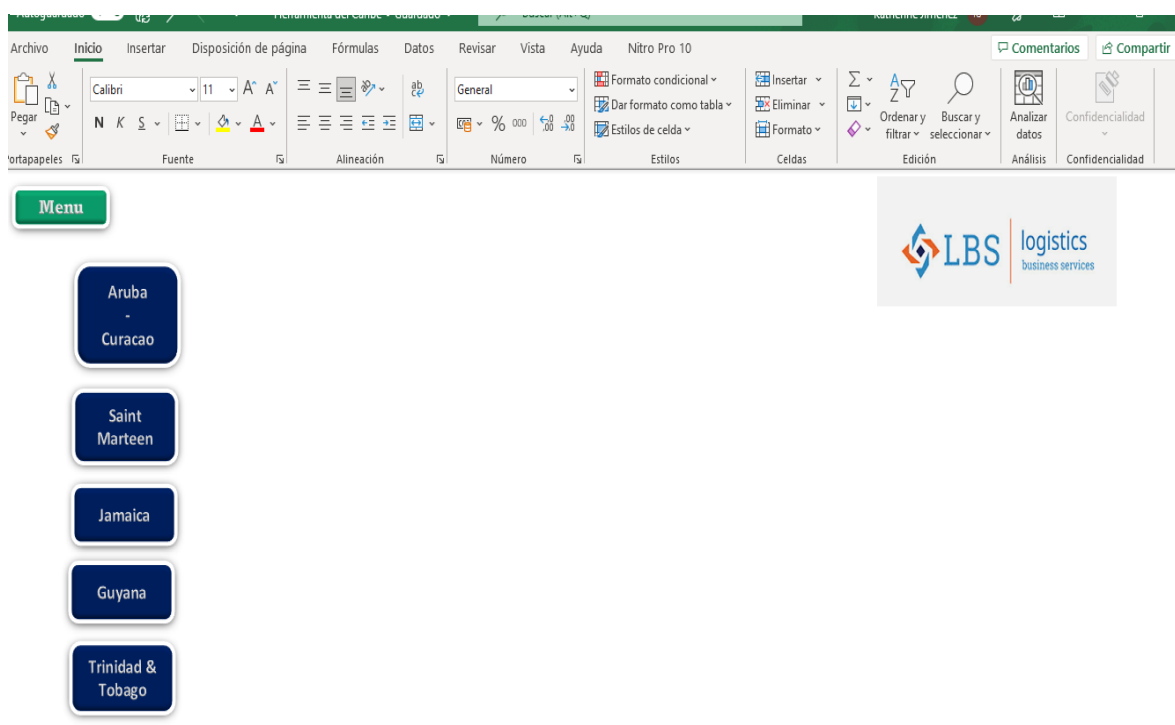 Archivo Inicio Insertar Disposición de página Fórmulas Datos Revisar Vista Ayuda Nitro Pro 10 Comentarios Compartir
Calibri 11 General
Pegar
N K S
% 000
Formato condicional
Dar formato como tabla
Estilos de celda
Insertar
Eliminar
Formato
Ordenar y
filtrar
Buscar y
seleccionar
Analizar
datos
Confidencialidad
ortapapeles Fuente Alineación Número Estilos Celdas Edición Análisis Confidencialidad
Menu
LBS
logistics
business services
Aruba
-
Curacao
Saint
Marteen
Jamaica
Guyana
Trinidad &
Tobago